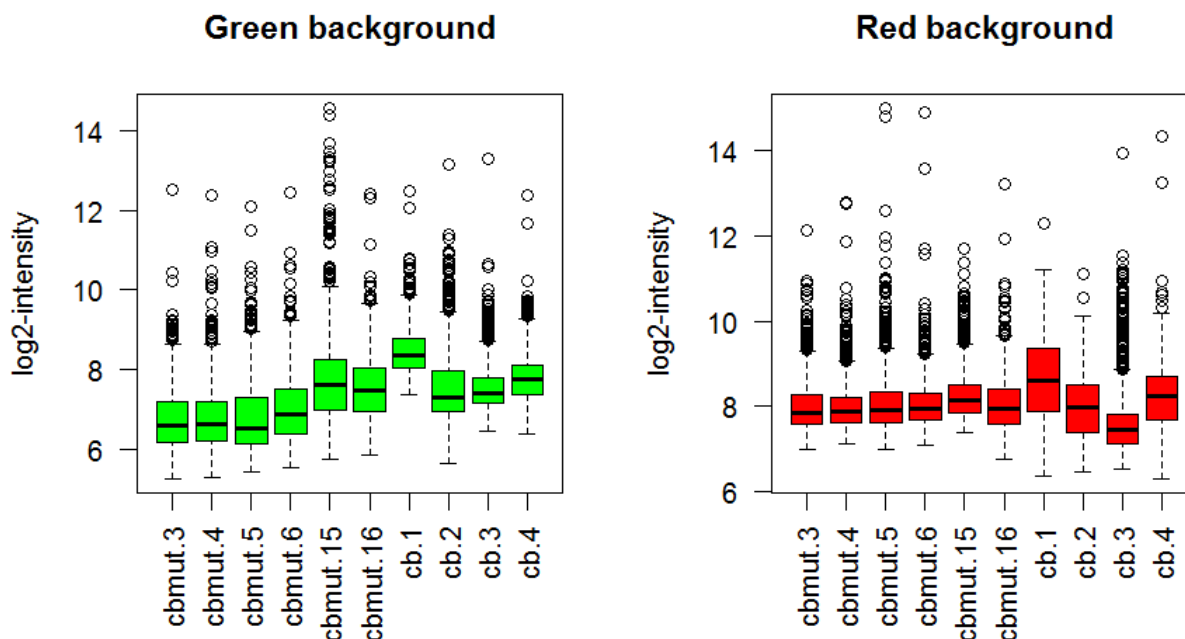 Green background
log2-intensity
14
12
10
8
6
cbmut.3
cbmut.4
cbmut.5
cbmut.6
cbmut.15
cbmut.16
cb.1
cb.2
cb.3
cb.4
Red background
log2-intensity
14
12
10
8
6
cbmut.3
cbmut.4
cbmut.5
cbmut.6
cbmut.15
cbmut.16
cb.1
cb.2
cb.3
cb.4